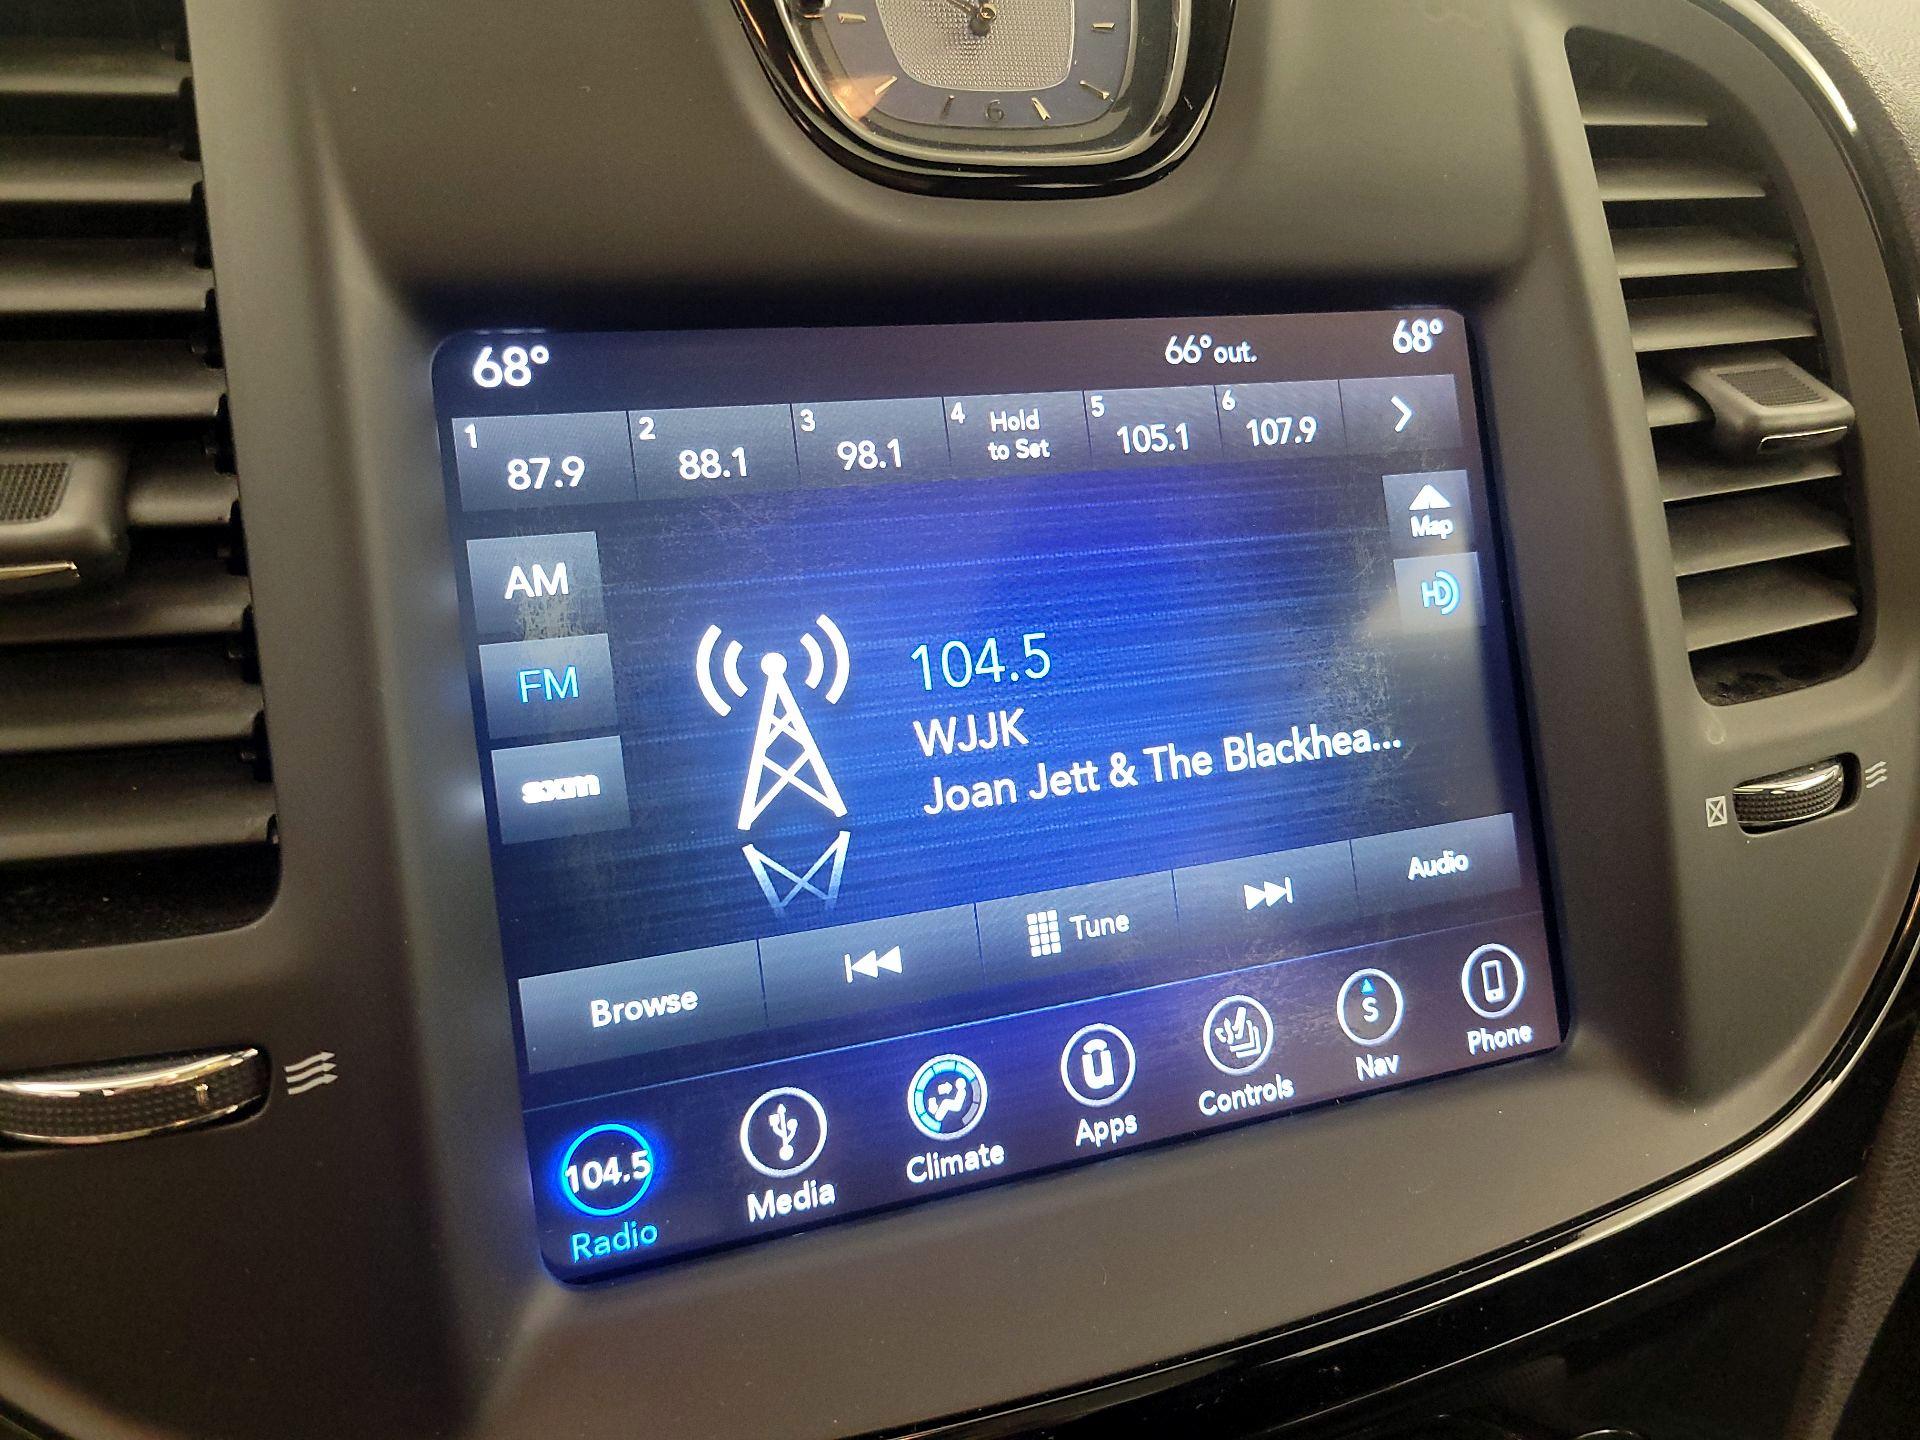 6
68° 66° out. 68°
1 87.9 2 88.1 3 98.1 4 Hold to Set 5 105.1 6 107.9
Map
AM
HD
FM
104.5
WJJK
sxm
Joan Jett & The Blackhea...
Browse Tune Audio
104.5 S
Radio Media Climate Apps Controls Nav Phone